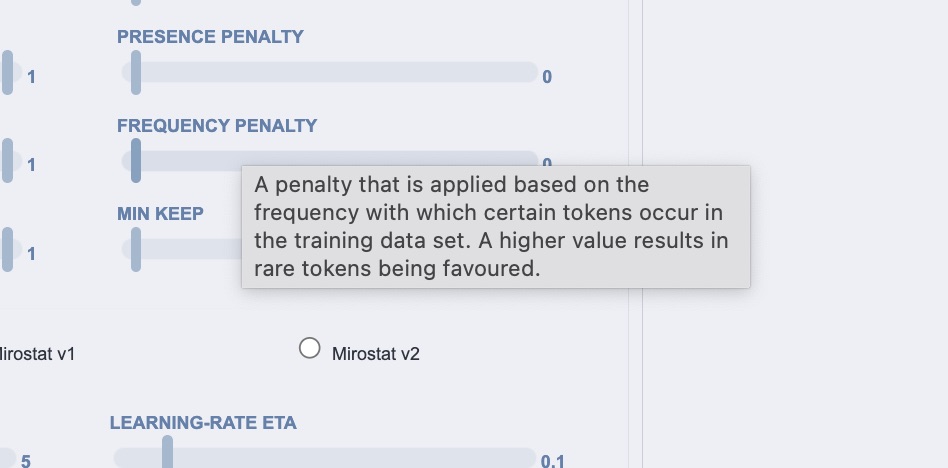 PRESENCE PENALTY
1
0
FREQUENCY PENALTY
1
0
A penalty that is applied based on the
frequency with which certain tokens occur in
the training data set. A higher value results in
rare tokens being favoured.
MIN KEEP
1
irostat v1
Mirostat v2
LEARNING-RATE ETA
5
0.1